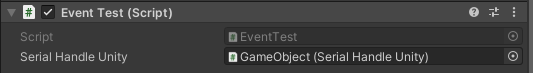 Event Test (Script)
Script EventTest
Serial Handle Unity GameObject (Serial Handle Unity)